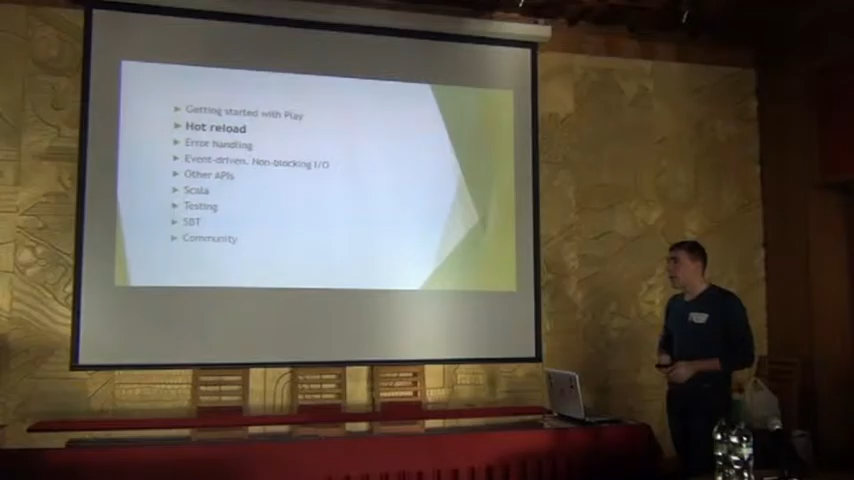 Getting started with Play
Hot reload
Error handling
Event-driven, Non-blocking I/O
Other APIs
Scala
Testing
SBT
Community